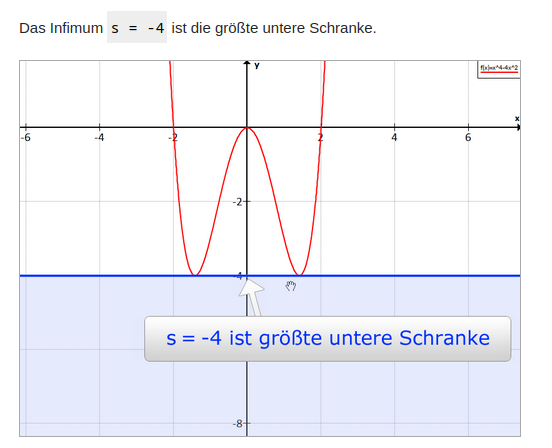 Das Infimum s = -4 ist die größte untere Schranke.
f(x)=x^4-4x^2
y
x
-6 -4 -2 2 4 6
-2
-4
s = -4 ist größte untere Schranke
-8